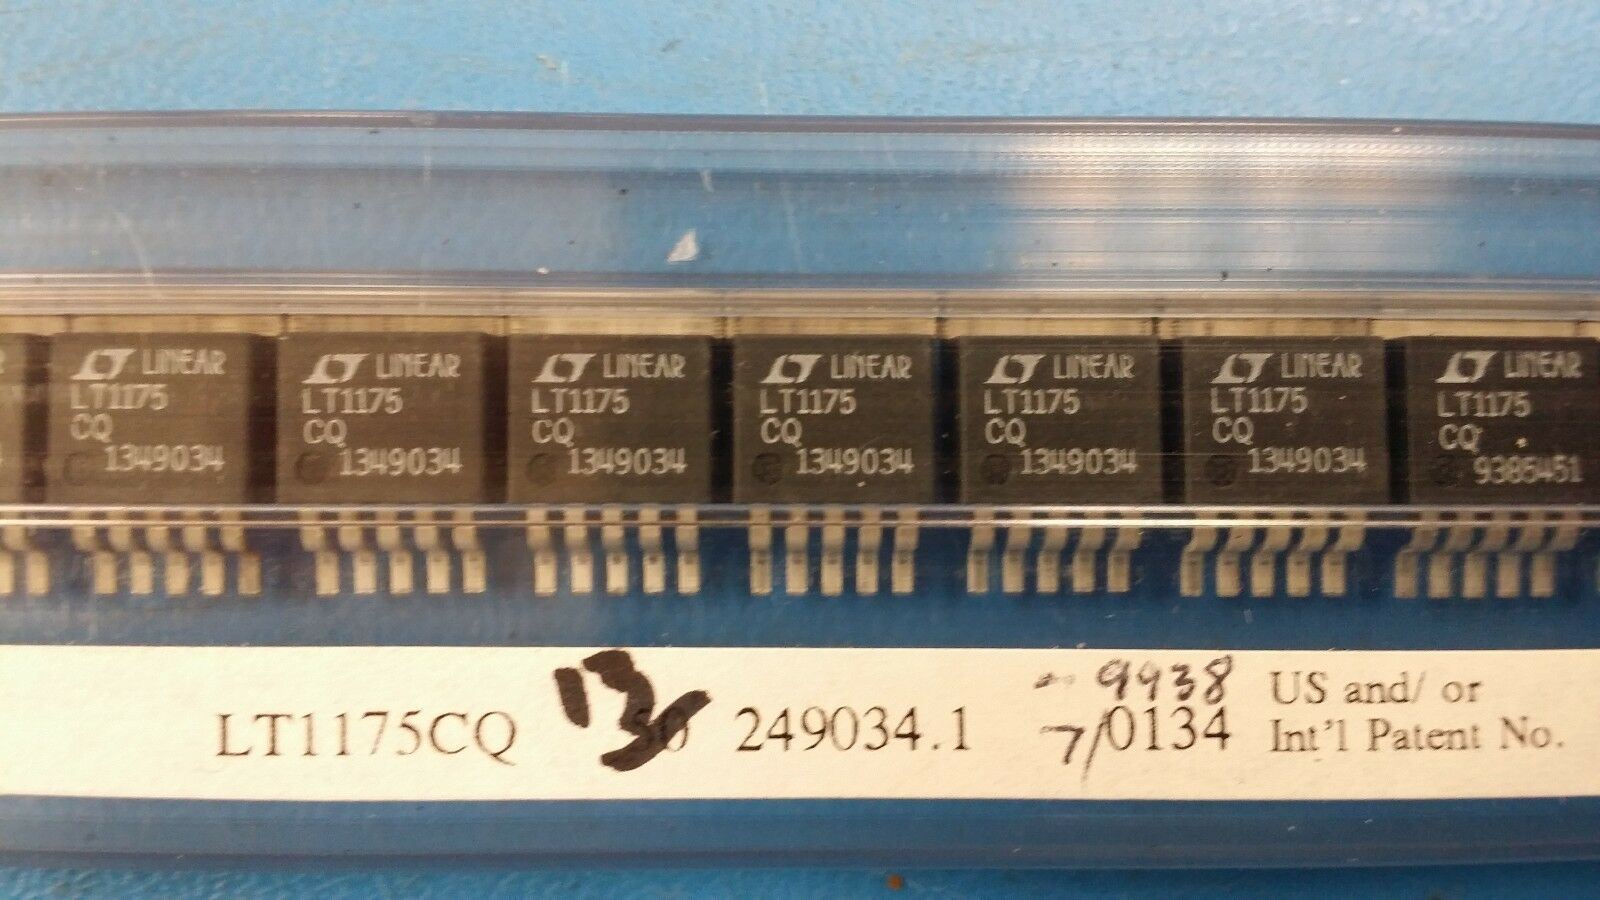 LINEAR
LT1175
CQ
1349034
LINEAR
LT1175
CQ
1349034
LINEAR
LT1175
CQ
1349034
LINEAR
LT1175
CQ
1349034
LINEAR
LT1175
CQ
1349034
LINEAR
LT1175
CQ
1349034
LINEAR
LT1175
CQ
9385451
LT1175CQ 13 249034.1 7/0134
9938
US and/ or
Int'l Patent No.